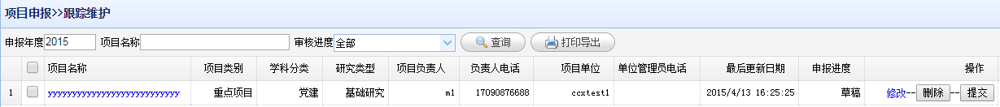 项目申报>>跟踪维护
申报年度 2015 项目名称 审核进度 全部 查询 打印导出
项目名称 项目类别 学科分类 研究类型 项目负责人 负责人电话 项目单位 单位管理员电话 最后更新日期 申报进度 操作
1 yyyyyyyyyyyyyyyyyyyyyyyyyyy 重点项目 党建 基础研究 m1 17090876688 ccxtest1 2015/4/13 16:25:25 草稿 修改--删除--提交